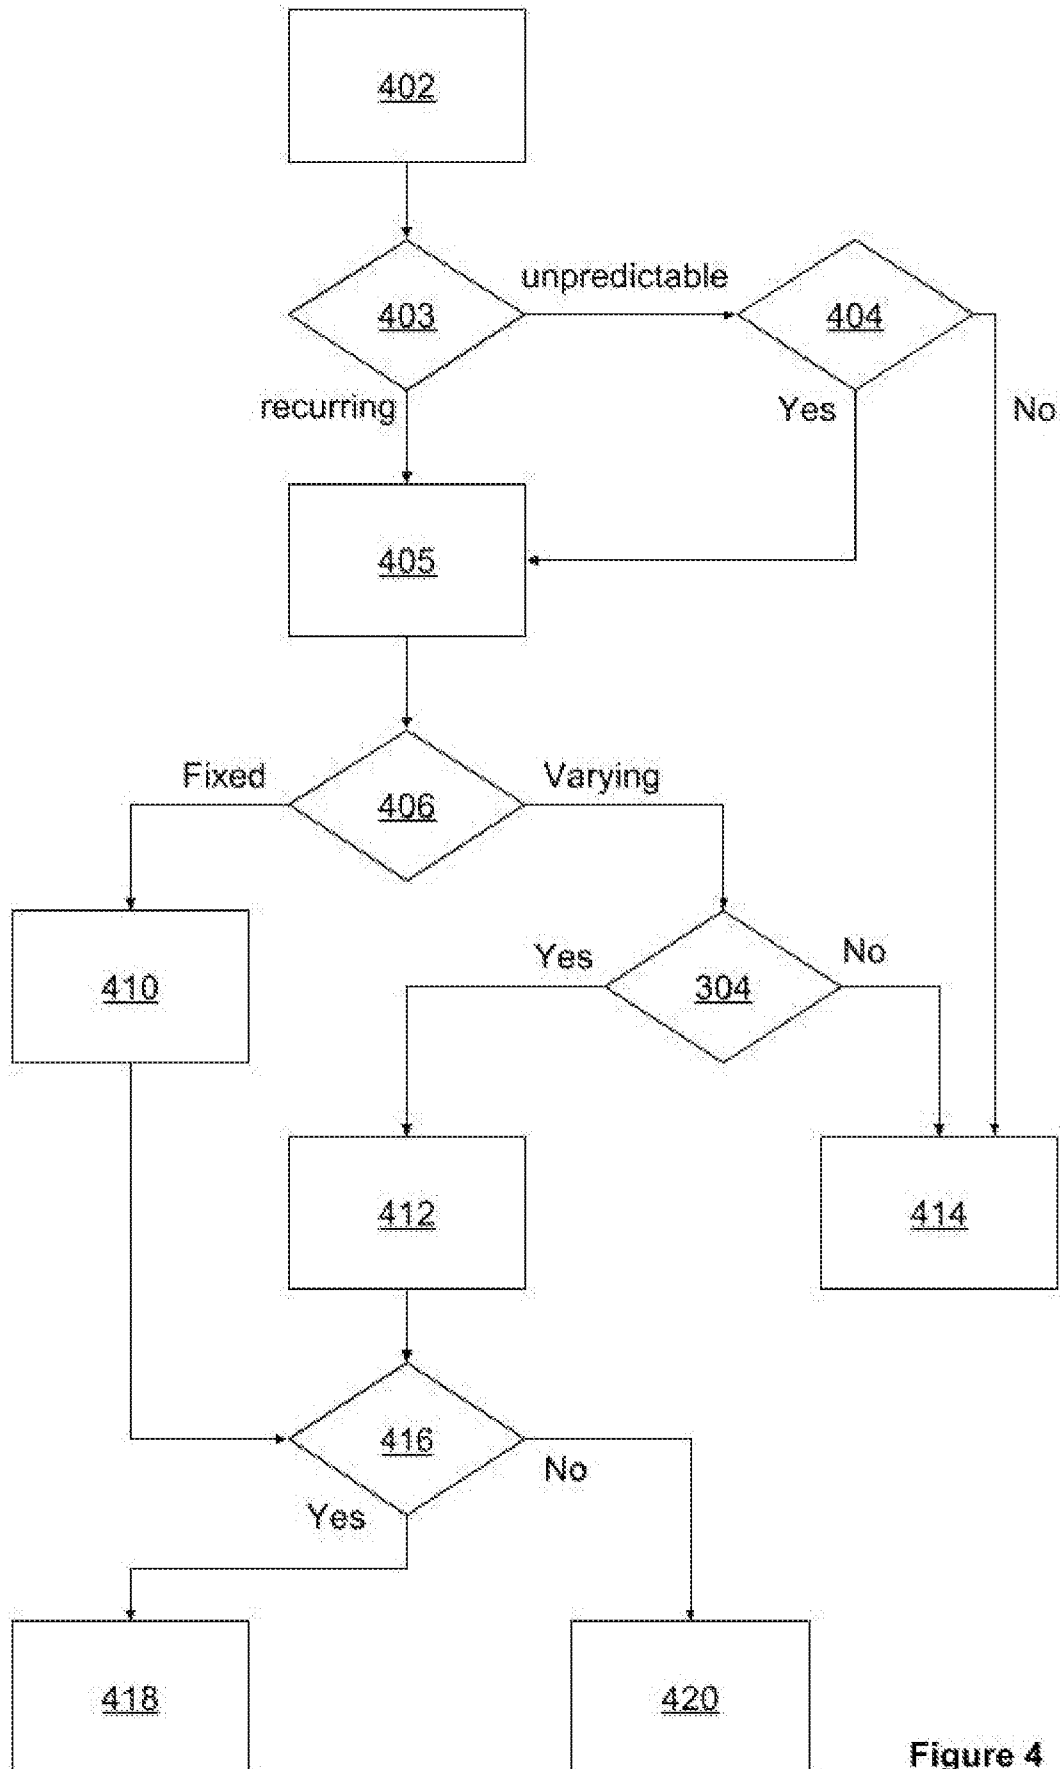 402
403
unpredictable
404
recurring
Yes
No
405
Fixed
406
Varying
410
Yes
304
No
412
414
416
No
Yes
418
420
Figure 4